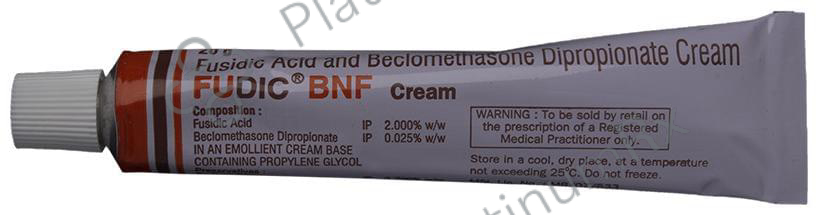 20 g
Fusidic Acid and Beclomethasone Dipropionate Cream
FUDIC® BNF Cream
Composition :
Fusidic Acid IP 2.000% w/w
Beclomethasone Dipropionate IP 0.025% w/w
IN AN EMOLLIENT CREAM BASE
CONTAINING PROPYLENE GLYCOL
Preservatives
WARNING : To be sold by retail on
the prescription of a Registered
Medical Practitioner only.
Store in a cool, dry place, at a temperature
not exceeding 25°C. Do not freeze.